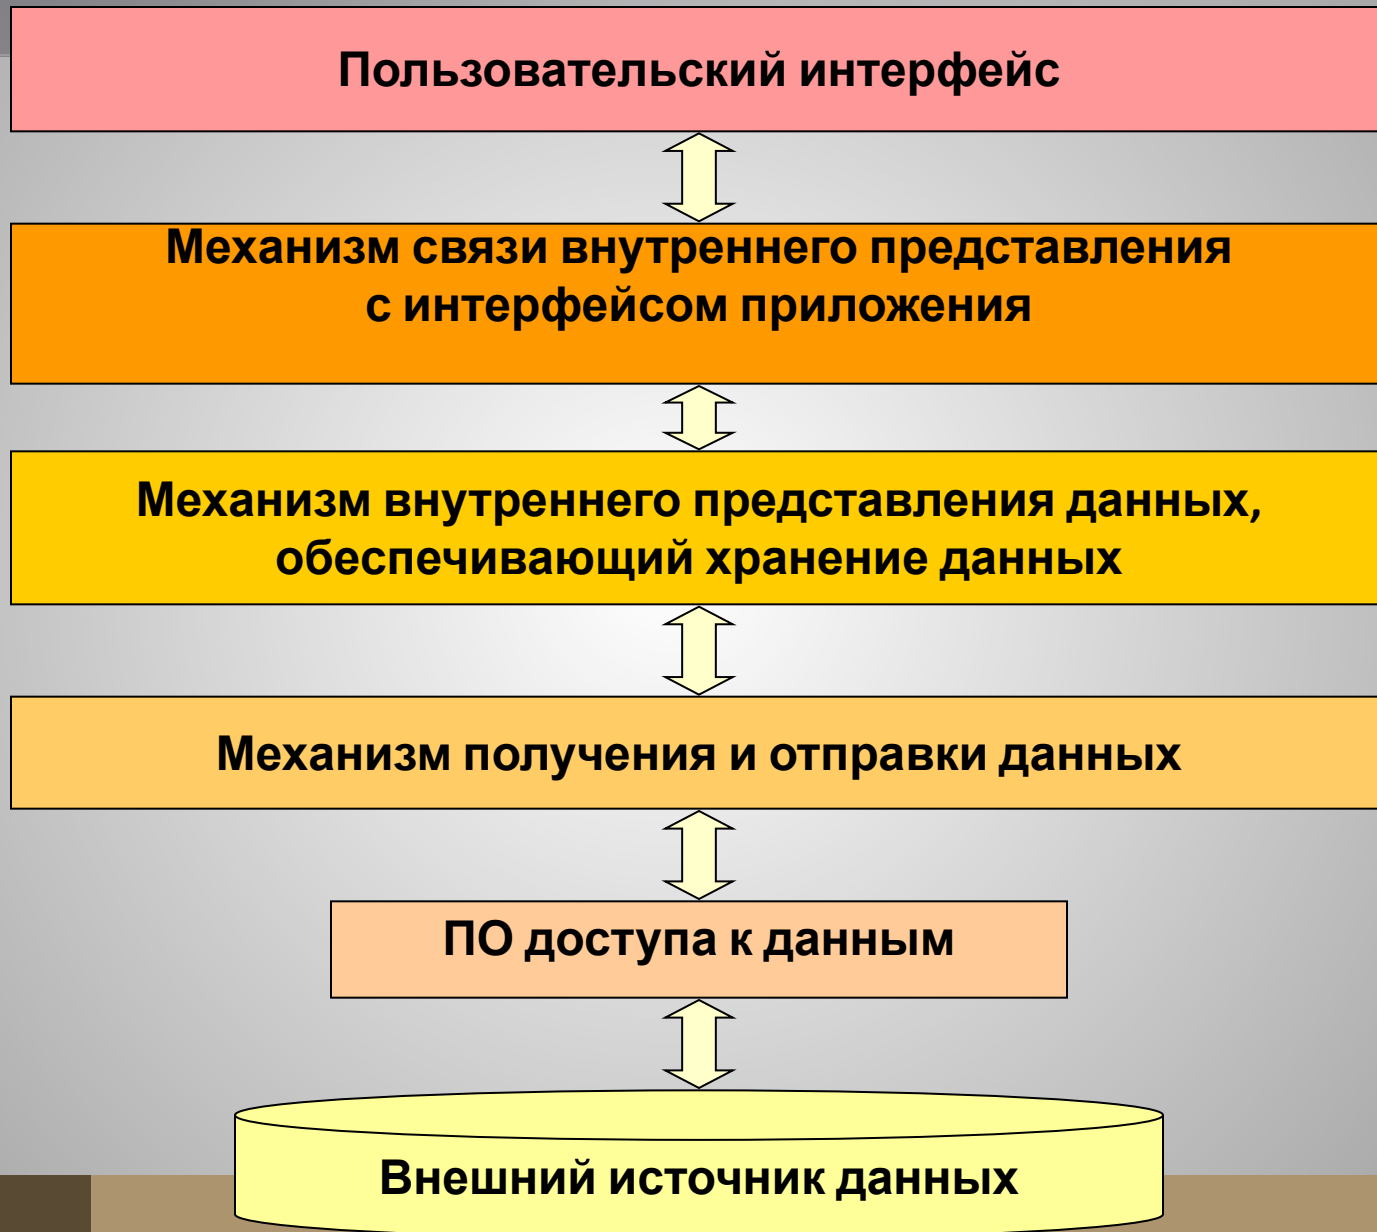 Пользовательский интерфейс
Механизм связи внутреннего представления
с интерфейсом приложения
Механизм внутреннего представления данных,
обеспечивающий хранение данных
Механизм получения и отправки данных
ПО доступа к данным
Внешний источник данных